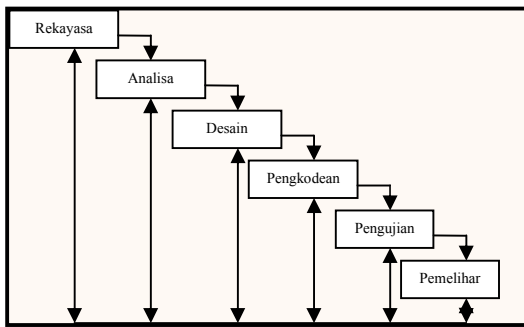 Rekayasa
Analisa
Desain
Pengkodean
Pengujian
Pemelihar